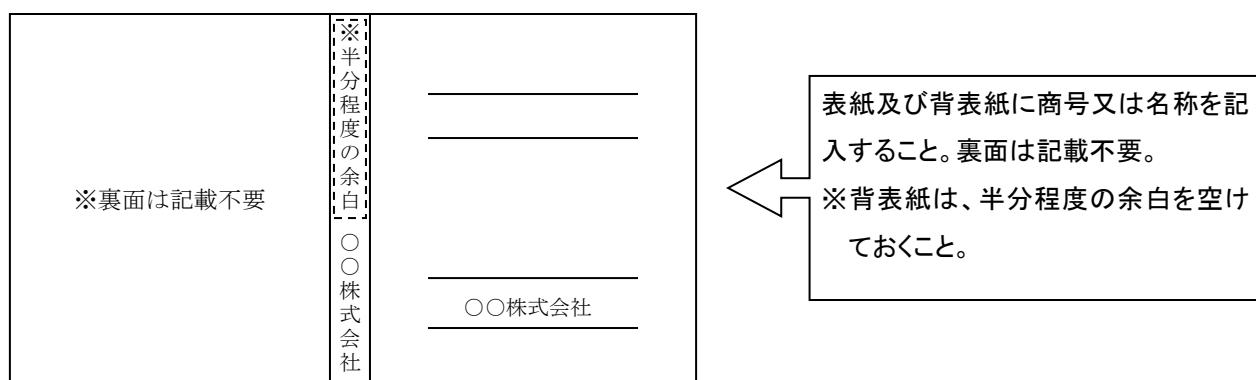 ※裏面は記載不要
※半分程度の余白
○○株式会社
○○株式会社
表紙及び背表紙に商号又は名称を記
入すること。裏面は記載不要。
※背表紙は、半分程度の余白を空け
ておくこと。